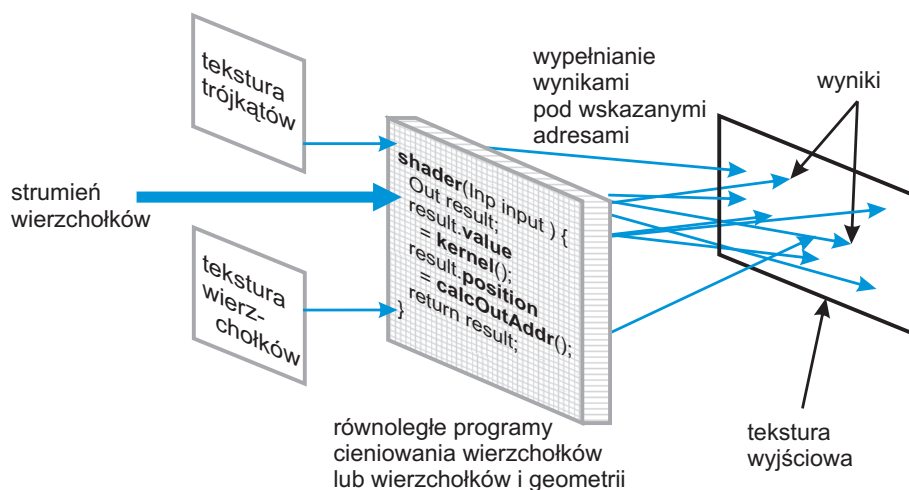 tekstura
trójkątów
strumień
wierzchołków
tekstura
wierz-
chołków
shader(Inp input ) {
Out result;
result.value
= kernel();
result.position
= calcOutAddr();
return result;
}
równoległe programy
cieniowania wierzchołków
lub wierzchołków i geometrii
wypełnianie
wynikami
pod wskazanymi
adresami
wyniki
tekstura
wyjściowa